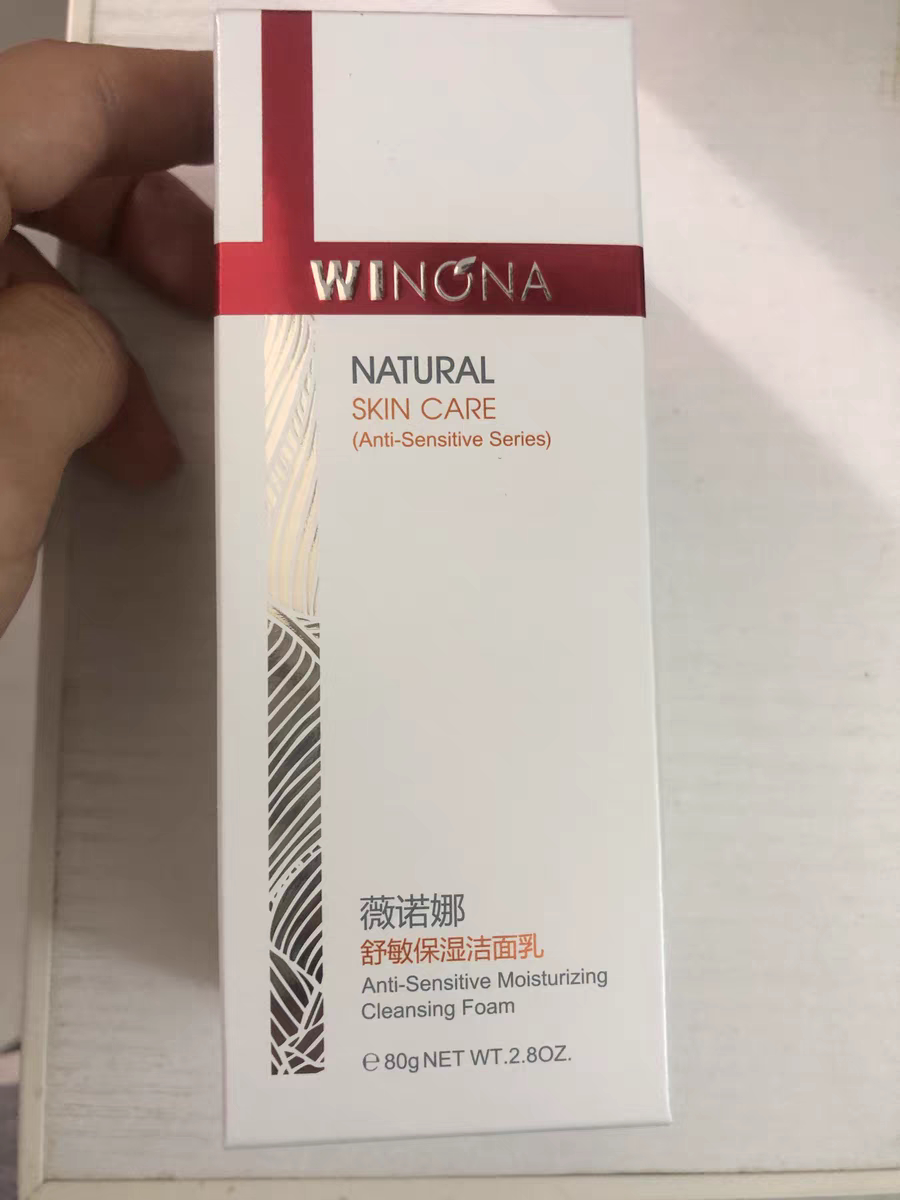 WINONA
NATURAL
SKIN CARE
(Anti-Sensitive Series)
薇诺娜
舒敏保湿洁面乳
Anti-Sensitive Moisturizing
Cleansing Foam
℮ 80g NET WT.2.8OZ.